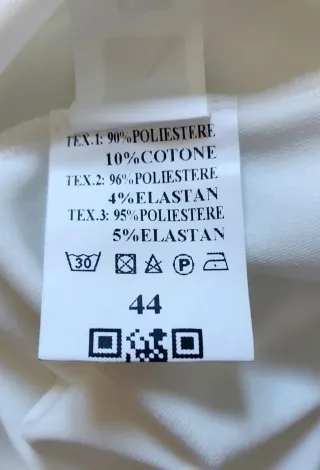 TEX.1: 90%POLIESTERE
10%COTONE
TEX.2: 96%POLIESTERE
4%ELASTAN
TEX.3: 95%POLIESTERE
5%ELASTAN
30 P
44